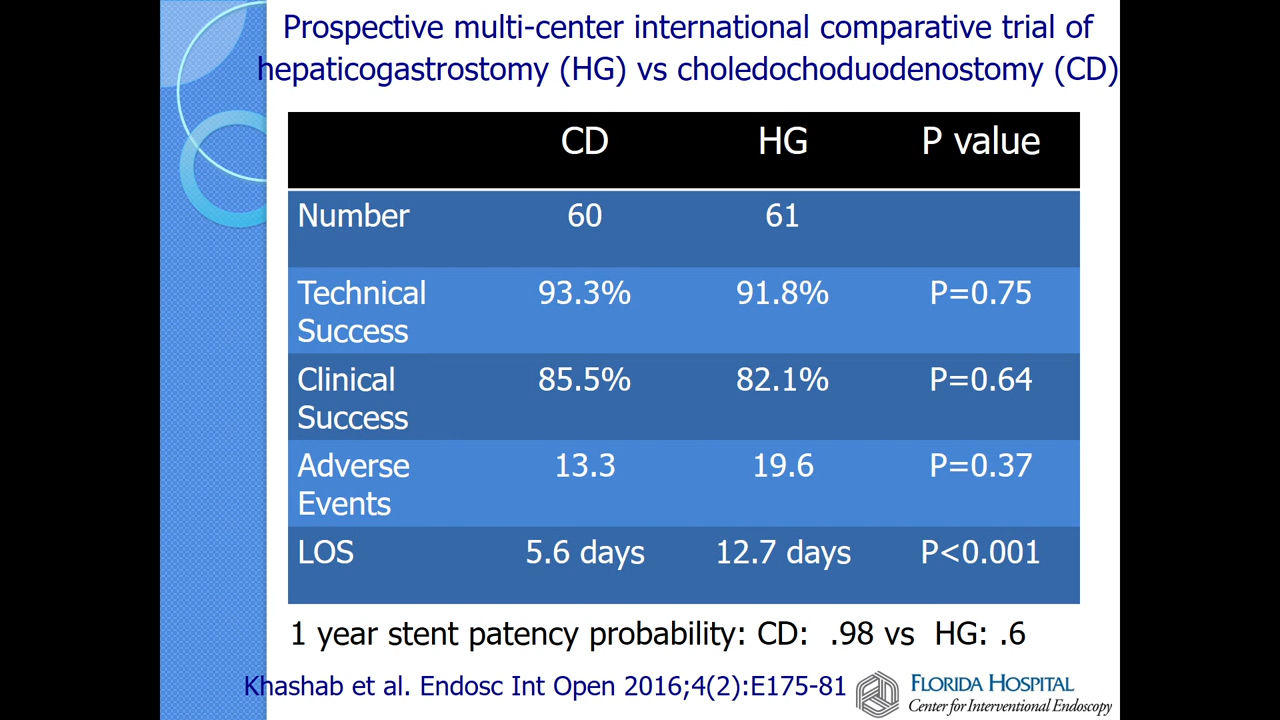 Prospective multi-center international comparative trial of
hepaticogastrostomy (HG) vs choledochoduodenostomy (CD)
CD HG P value
Number 60 61
Technical Success 93.3% 91.8% P=0.75
Clinical Success 85.5% 82.1% P=0.64
Adverse Events 13.3 19.6 P=0.37
LOS 5.6 days 12.7 days P<0.001
1 year stent patency probability: CD: .98 vs HG: .6
Khashab et al. Endosc Int Open 2016;4(2):E175-81
FLORIDA HOSPITAL
Center for Interventional Endoscopy